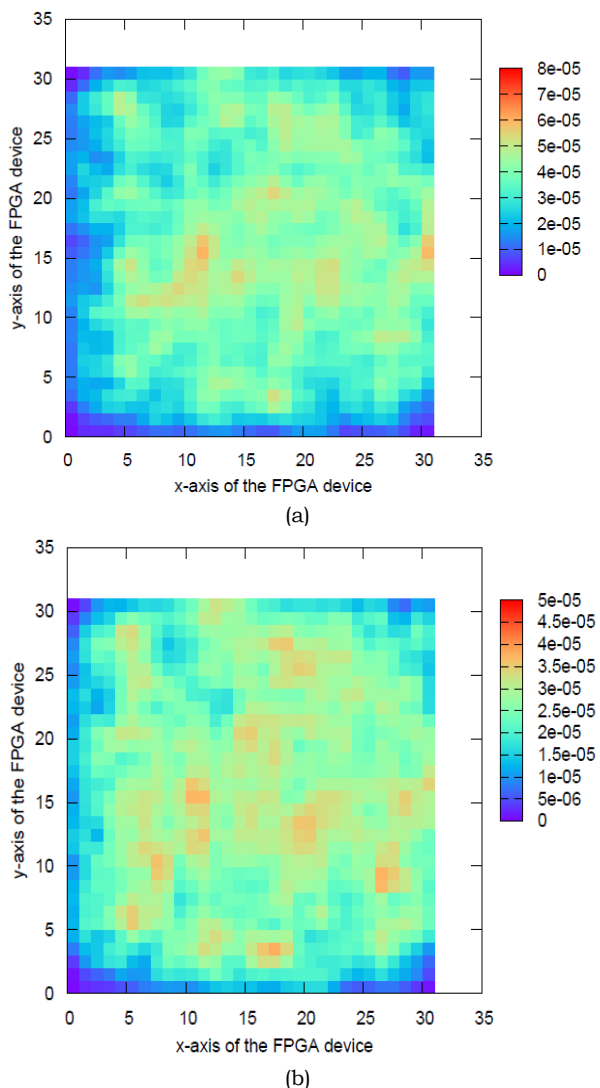 35
30
25
20
15
10
5
0
y-axis of the FPGA device
0 5 10 15 20 25 30 35
x-axis of the FPGA device
8e-05
7e-05
6e-05
5e-05
4e-05
3e-05
2e-05
1e-05
0
(a)
35
30
25
20
15
10
5
0
y-axis of the FPGA device
0 5 10 15 20 25 30 35
x-axis of the FPGA device
5e-05
4.5e-05
4e-05
3.5e-05
3e-05
2.5e-05
2e-05
1.5e-05
1e-05
5e-06
0
(b)